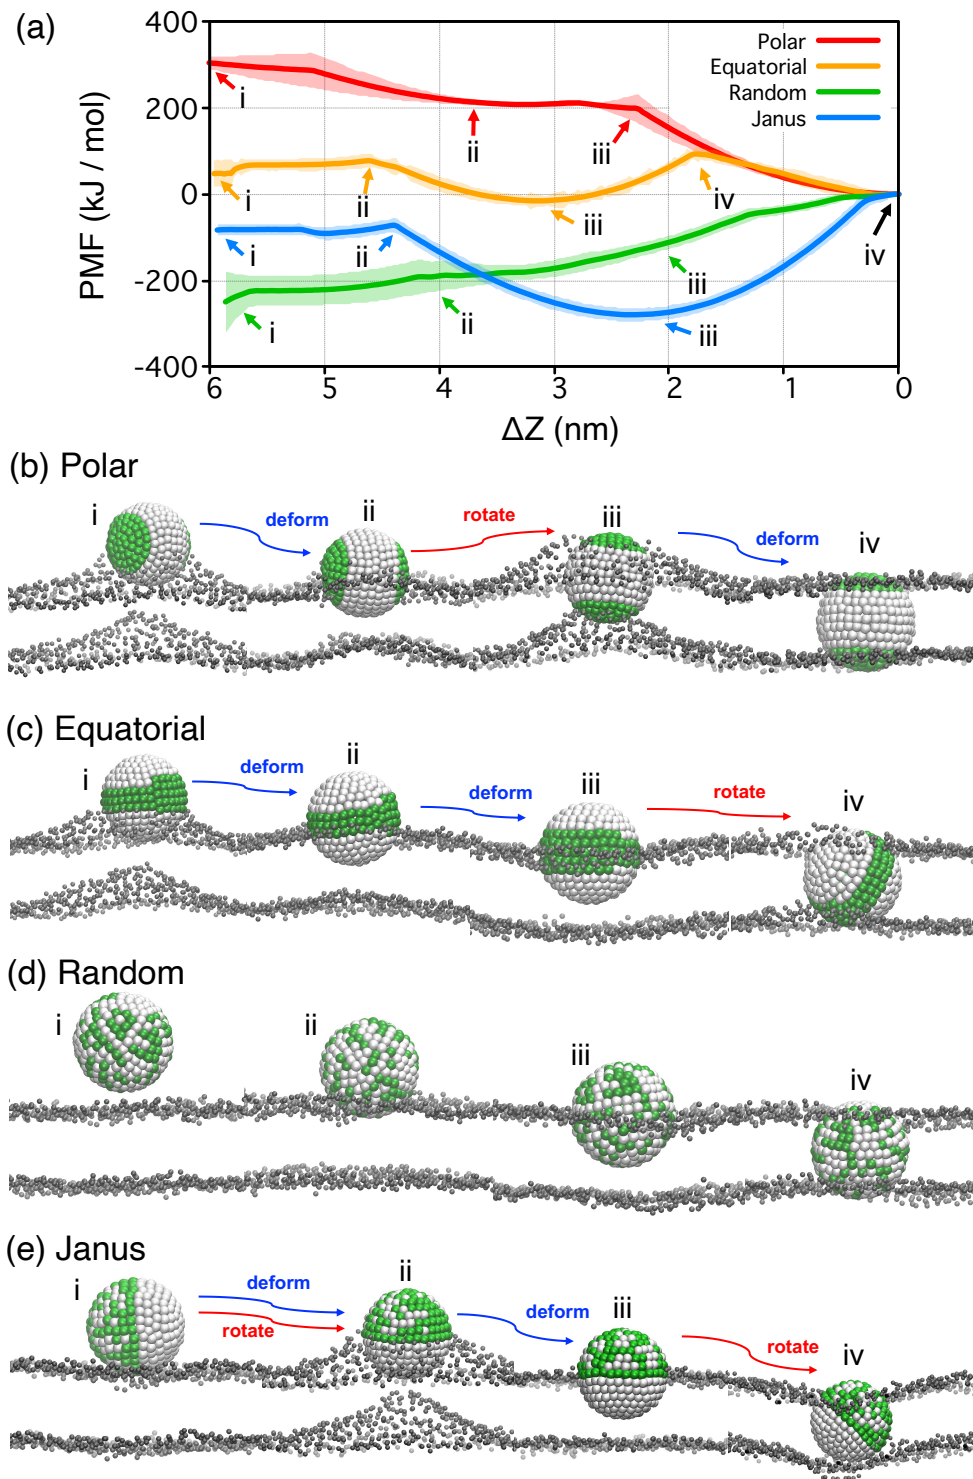 (a)
400
200
0
-200
-400
PMF (kJ / mol)
Polar
Equatorial
Random
Janus
i
ii
iii
i
ii
iii
iv
i
ii
iii
i
ii
iii
iv
6
5
4
3
2
1
0
ΔZ (nm)
(b) Polar
i
deform
ii
rotate
iii
deform
iv
(c) Equatorial
i
deform
ii
deform
iii
rotate
iv
(d) Random
i
ii
iii
iv
(e) Janus
i
deform
rotate
ii
deform
iii
rotate
iv